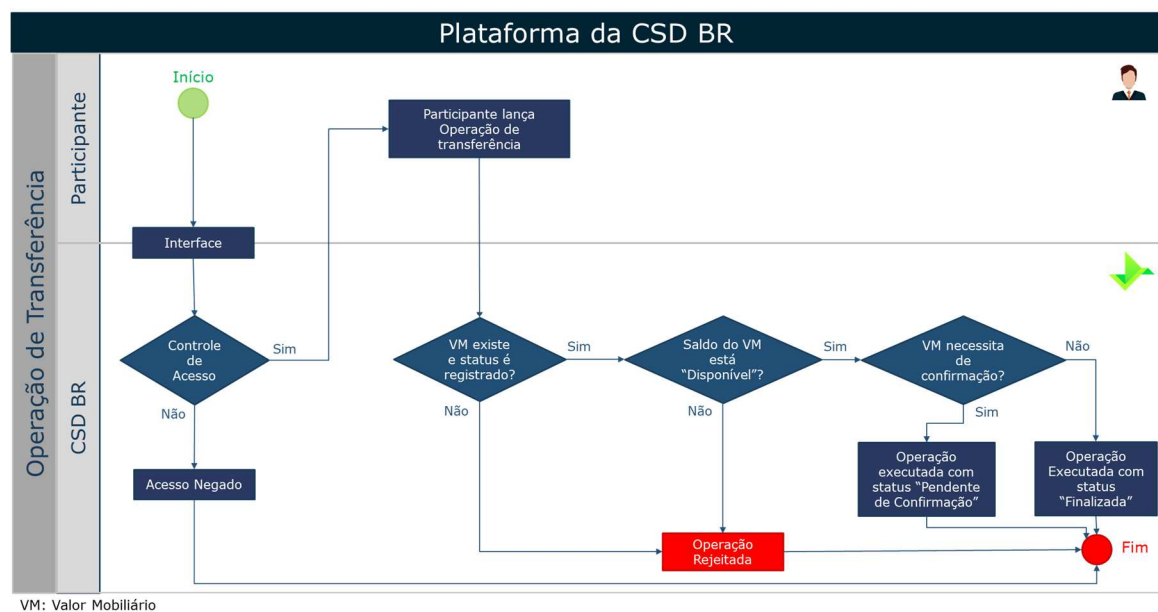 Plataforma da CSD BR
Operação de Transferência
Participante
CSD BR
Início
Participante lança
Operação de
transferência
Interface
Controle
de
Acesso
Sim
Não
Acesso Negado
VM existe
e status é
registrado?
Sim
Não
Saldo do VM
está
“Disponível”?
Sim
Não
VM necessita
de
confirmação?
Não
Sim
Operação
executada com
status “Pendente
de Confirmação”
Operação
Executada com
status
“Finalizada”
Operação
Rejeitada
Fim
VM: Valor Mobiliário